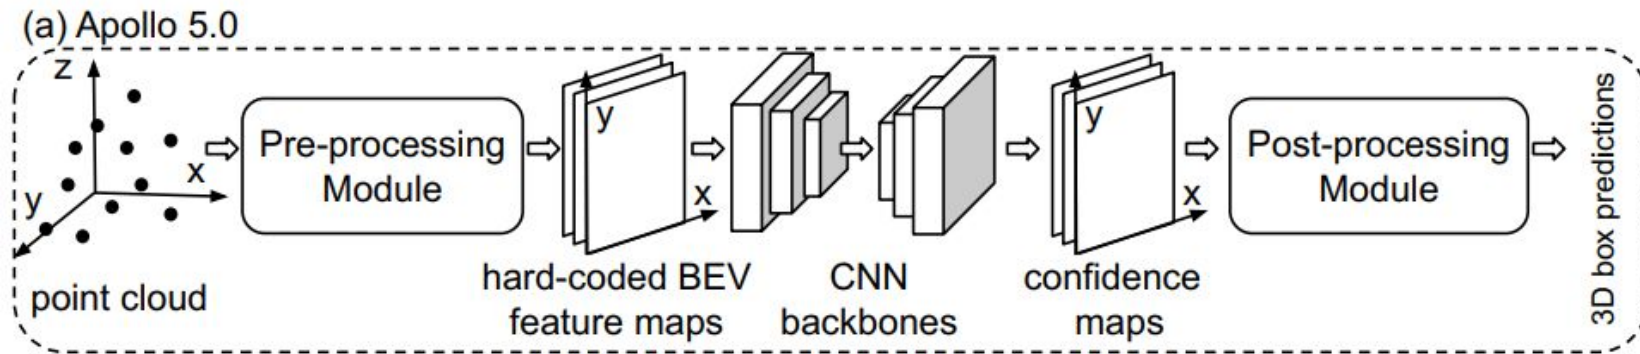 (a) Apollo 5.0
z
x
y
point cloud
Pre-processing
Module
y
x
hard-coded BEV
feature maps
CNN
backbones
y
x
confidence
maps
Post-processing
Module
3D box predictions